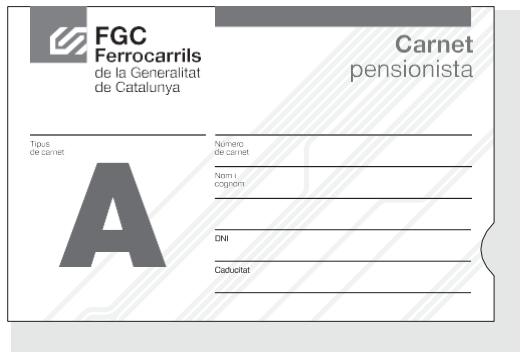 FGC
Ferrocarrils
de la Generalitat
de Catalunya
Carnet
pensionista
Tipus
de carnet
A
Número
de carnet
Nom i
cognom
DNI
Caducitat